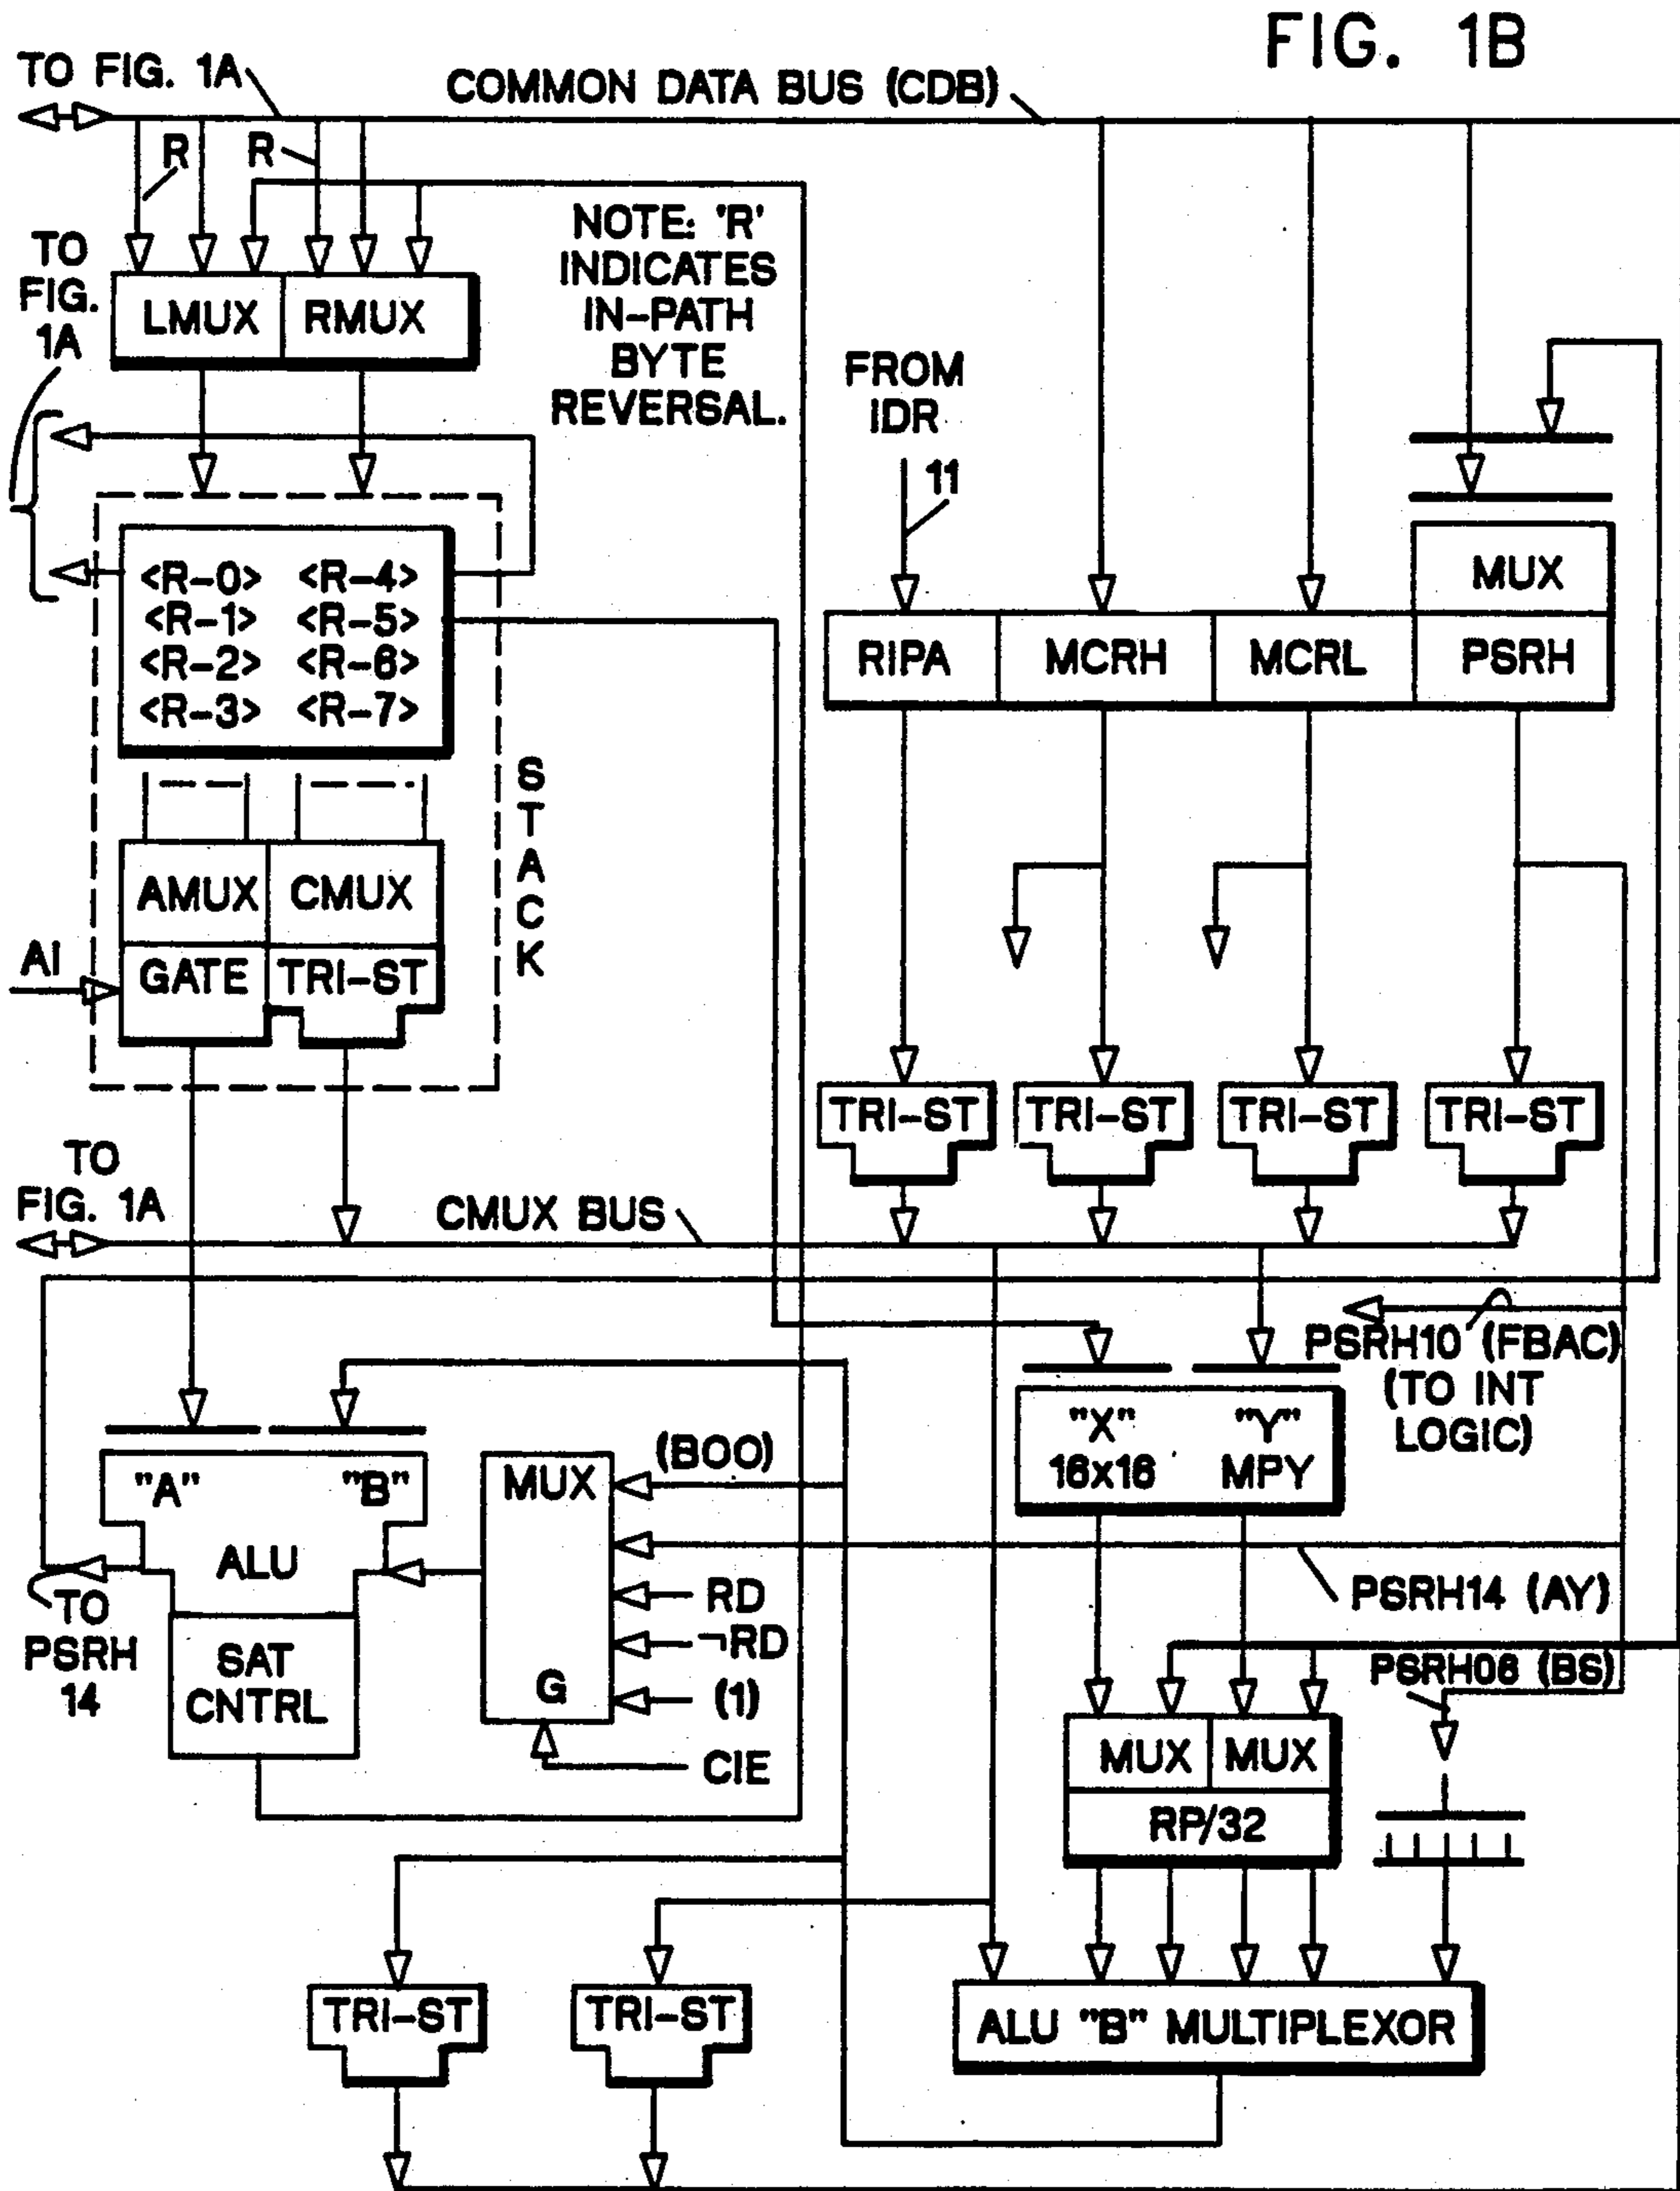 FIG. 1B
TO FIG. 1A
COMMON DATA BUS (CDB)
R
R
NOTE: 'R'
INDICATES
IN-PATH
BYTE
REVERSAL.
TO
FIG.
1A
LMUX
RMUX
FROM
IDR
11
<R-0> <R-4>
<R-1> <R-5>
<R-2> <R-6>
<R-3> <R-7>
MUX
RIPA
MCRH
MCRL
PSRH
STACK
AMUX
CMUX
AI
GATE
TRI-ST
TRI-ST
TRI-ST
TRI-ST
TRI-ST
TO
FIG. 1A
CMUX BUS
PSRH10 (FBAC)
(TO INT
LOGIC)
"X" "Y"
16x16 MPY
"A" "B"
ALU
MUX
(BOO)
RD
¬RD
(1)
G
CIE
TO
PSRH
14
SAT
CNTRL
PSRH14 (AY)
PSRH08 (BS)
MUX
MUX
RP/32
TRI-ST
TRI-ST
ALU "B" MULTIPLEXOR